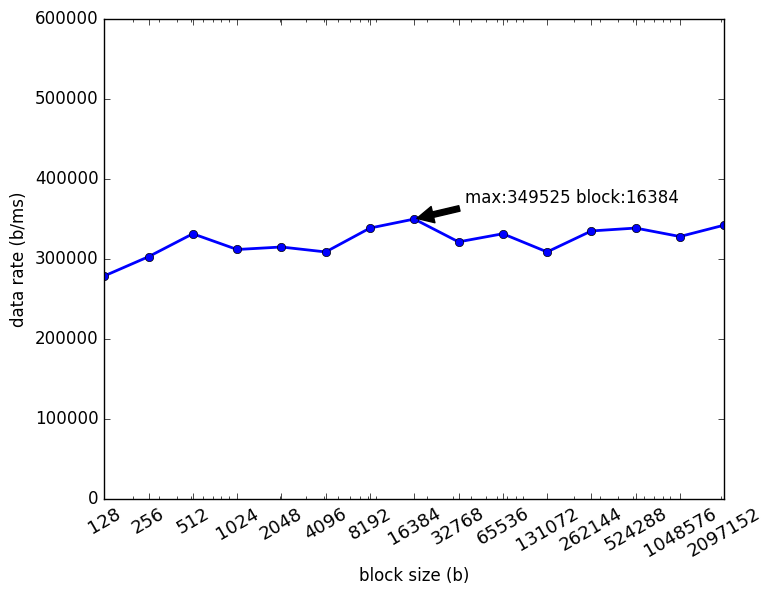 600000
500000
400000
300000
200000
100000
0
data rate (b/ms)
max:349525 block:16384
128 256 512 1024 2048 4096 8192 16384 32768 65536 131072 262144 524288 1048576 2097152
block size (b)